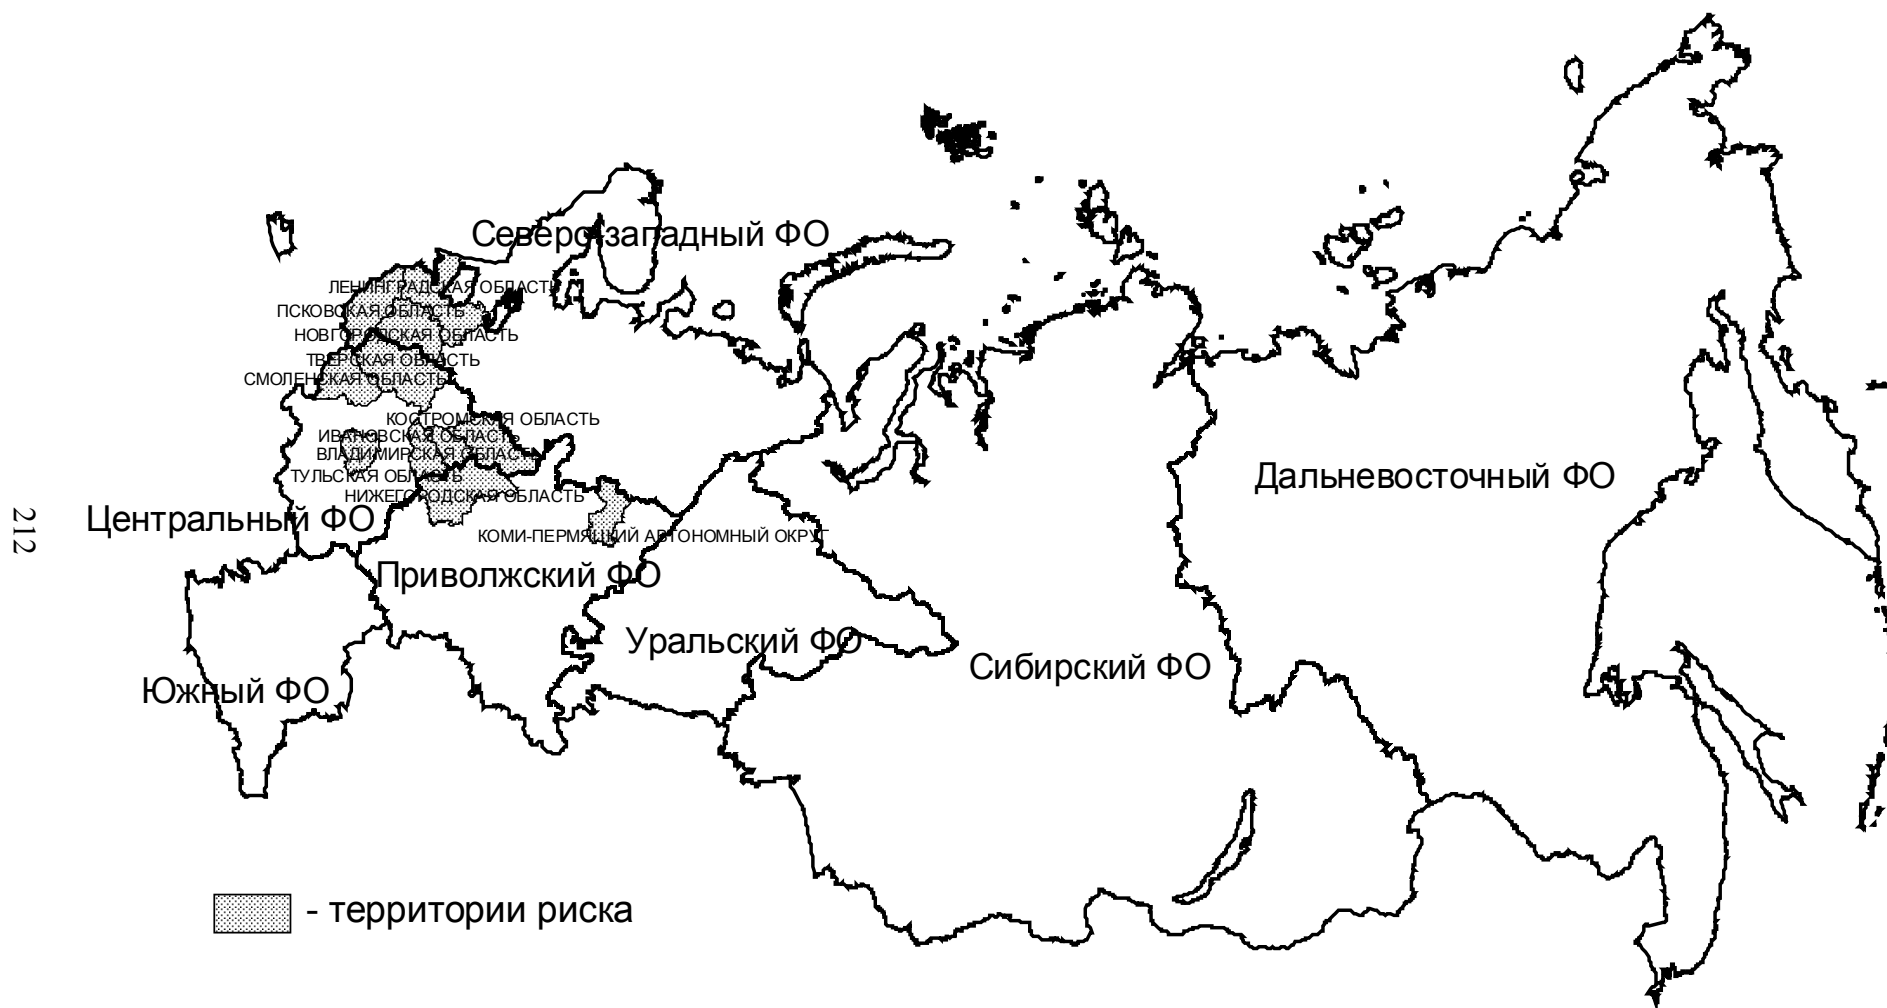 Северо-западный ФО
ЛЕНИНГРАДСКАЯ ОБЛАСТЬ
ПСКОВСКАЯ ОБЛАСТЬ
НОВГОРОДСКАЯ ОБЛАСТЬ
ТВЕРСКАЯ ОБЛАСТЬ
СМОЛЕНСКАЯ ОБЛАСТЬ
КОСТРОМСКАЯ ОБЛАСТЬ
ИВАНОВСКАЯ ОБЛАСТЬ
ВЛАДИМИРСКАЯ ОБЛАСТЬ
ТУЛЬСКАЯ ОБЛАСТЬ
НИЖЕГОРОДСКАЯ ОБЛАСТЬ
Дальневосточный ФО
Центральный ФО
КОМИ-ПЕРМЯЦКИЙ АВТОНОМНЫЙ ОКРУГ
Приволжский ФО
Уральский ФО
Сибирский ФО
Южный ФО
- территории риска
212